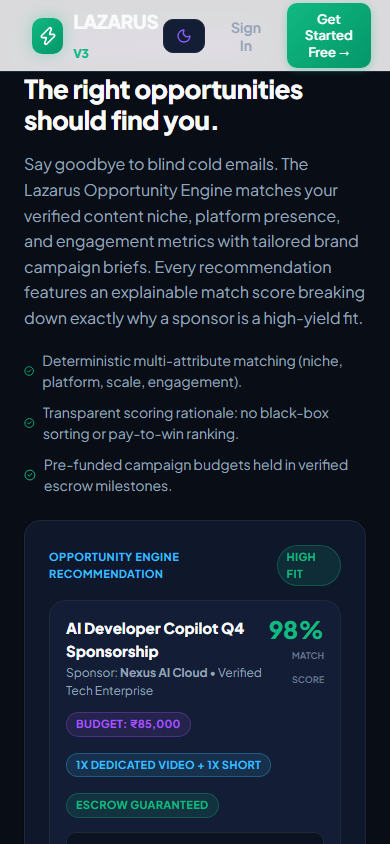 LAZARUS
V3
Sign
In
Get
Started
Free →
The right opportunities
should find you.
Say goodbye to blind cold emails. The
Lazarus Opportunity Engine matches your
verified content niche, platform presence,
and engagement metrics with tailored brand
campaign briefs. Every recommendation
features an explainable match score breaking
down exactly why a sponsor is a high-yield fit.
Deterministic multi-attribute matching (niche,
platform, scale, engagement).
Transparent scoring rationale: no black-box
sorting or pay-to-win ranking.
Pre-funded campaign budgets held in verified
escrow milestones.
OPPORTUNITY ENGINE
RECOMMENDATION
HIGH
FIT
AI Developer Copilot Q4
Sponsorship
98%
MATCH
SCORE
Sponsor: Nexus AI Cloud • Verified
Tech Enterprise
BUDGET: ₹85,000
1X DEDICATED VIDEO + 1X SHORT
ESCROW GUARANTEED